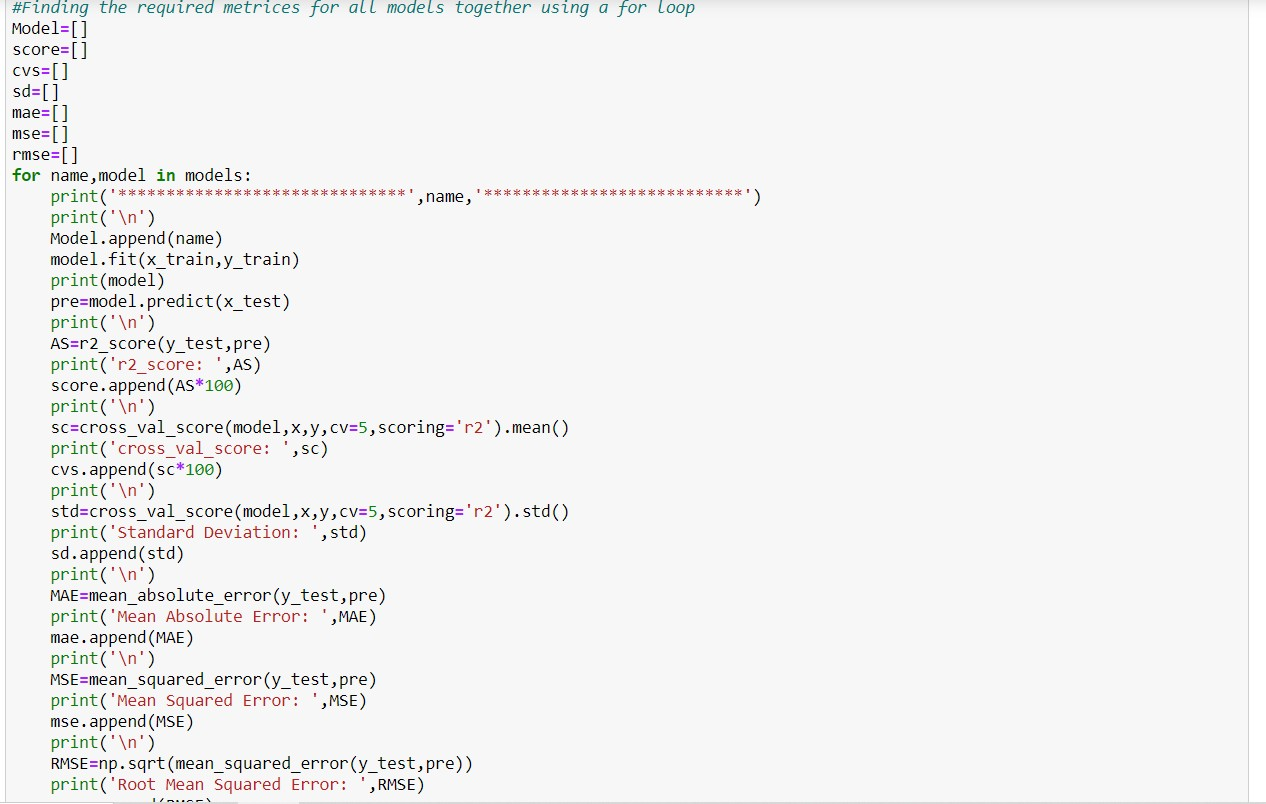 #Finding the required metrices for all models together using a for loop
Model=[]
score=[]
cvs=[]
sd=[]
mae=[]
mse=[]
rmse=[]
for name,model in models:
    print('******************************',name,'***************************')
    print('\n')
    Model.append(name)
    model.fit(x_train,y_train)
    print(model)
    pre=model.predict(x_test)
    print('\n')
    AS=r2_score(y_test,pre)
    print('r2_score: ',AS)
    score.append(AS*100)
    print('\n')
    sc=cross_val_score(model,x,y,cv=5,scoring='r2').mean()
    print('cross_val_score: ',sc)
    cvs.append(sc*100)
    print('\n')
    std=cross_val_score(model,x,y,cv=5,scoring='r2').std()
    print('Standard Deviation: ',std)
    sd.append(std)
    print('\n')
    MAE=mean_absolute_error(y_test,pre)
    print('Mean Absolute Error: ',MAE)
    mae.append(MAE)
    print('\n')
    MSE=mean_squared_error(y_test,pre)
    print('Mean Squared Error: ',MSE)
    mse.append(MSE)
    print('\n')
    RMSE=np.sqrt(mean_squared_error(y_test,pre))
    print('Root Mean Squared Error: ',RMSE)